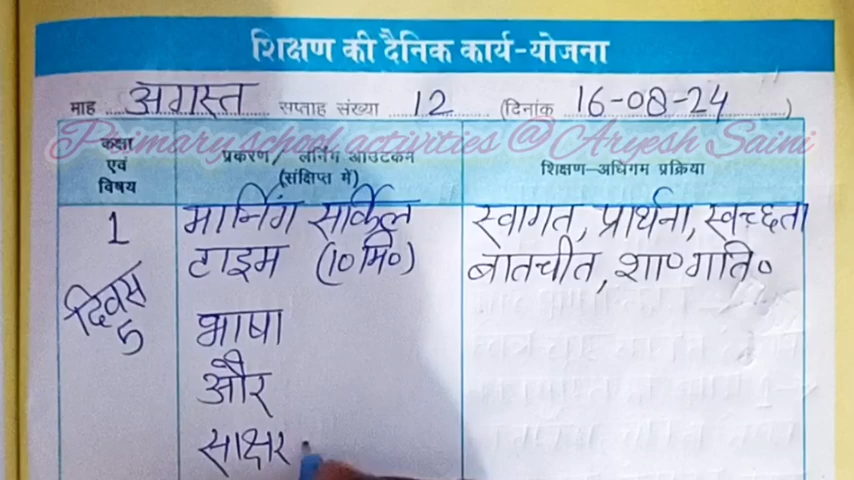 शिक्षण की दैनिक कार्य-योजना
माह अगस्त सप्ताह संख्या 12 (दिनांक 16-08-24)
Primary school activities @ Aryesh Saini
कक्षा एवं विषय
प्रकरण/ लर्निंग आउटकम (संक्षिप्त में)
शिक्षण-अधिगम प्रक्रिया
1
दिवस 5
मार्निंग सर्किल
टाइम (10 मि०)
भाषा
और
साक्षर
स्वागत, प्रार्थना, स्वच्छता
बातचीत, शा० गति०